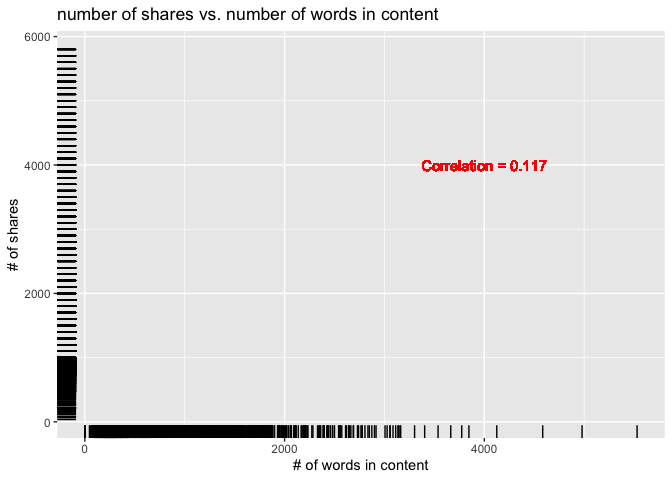 number of shares vs. number of words in content
6000
4000
2000
0
# of shares
Correlation = 0.117
0
2000
4000
# of words in content